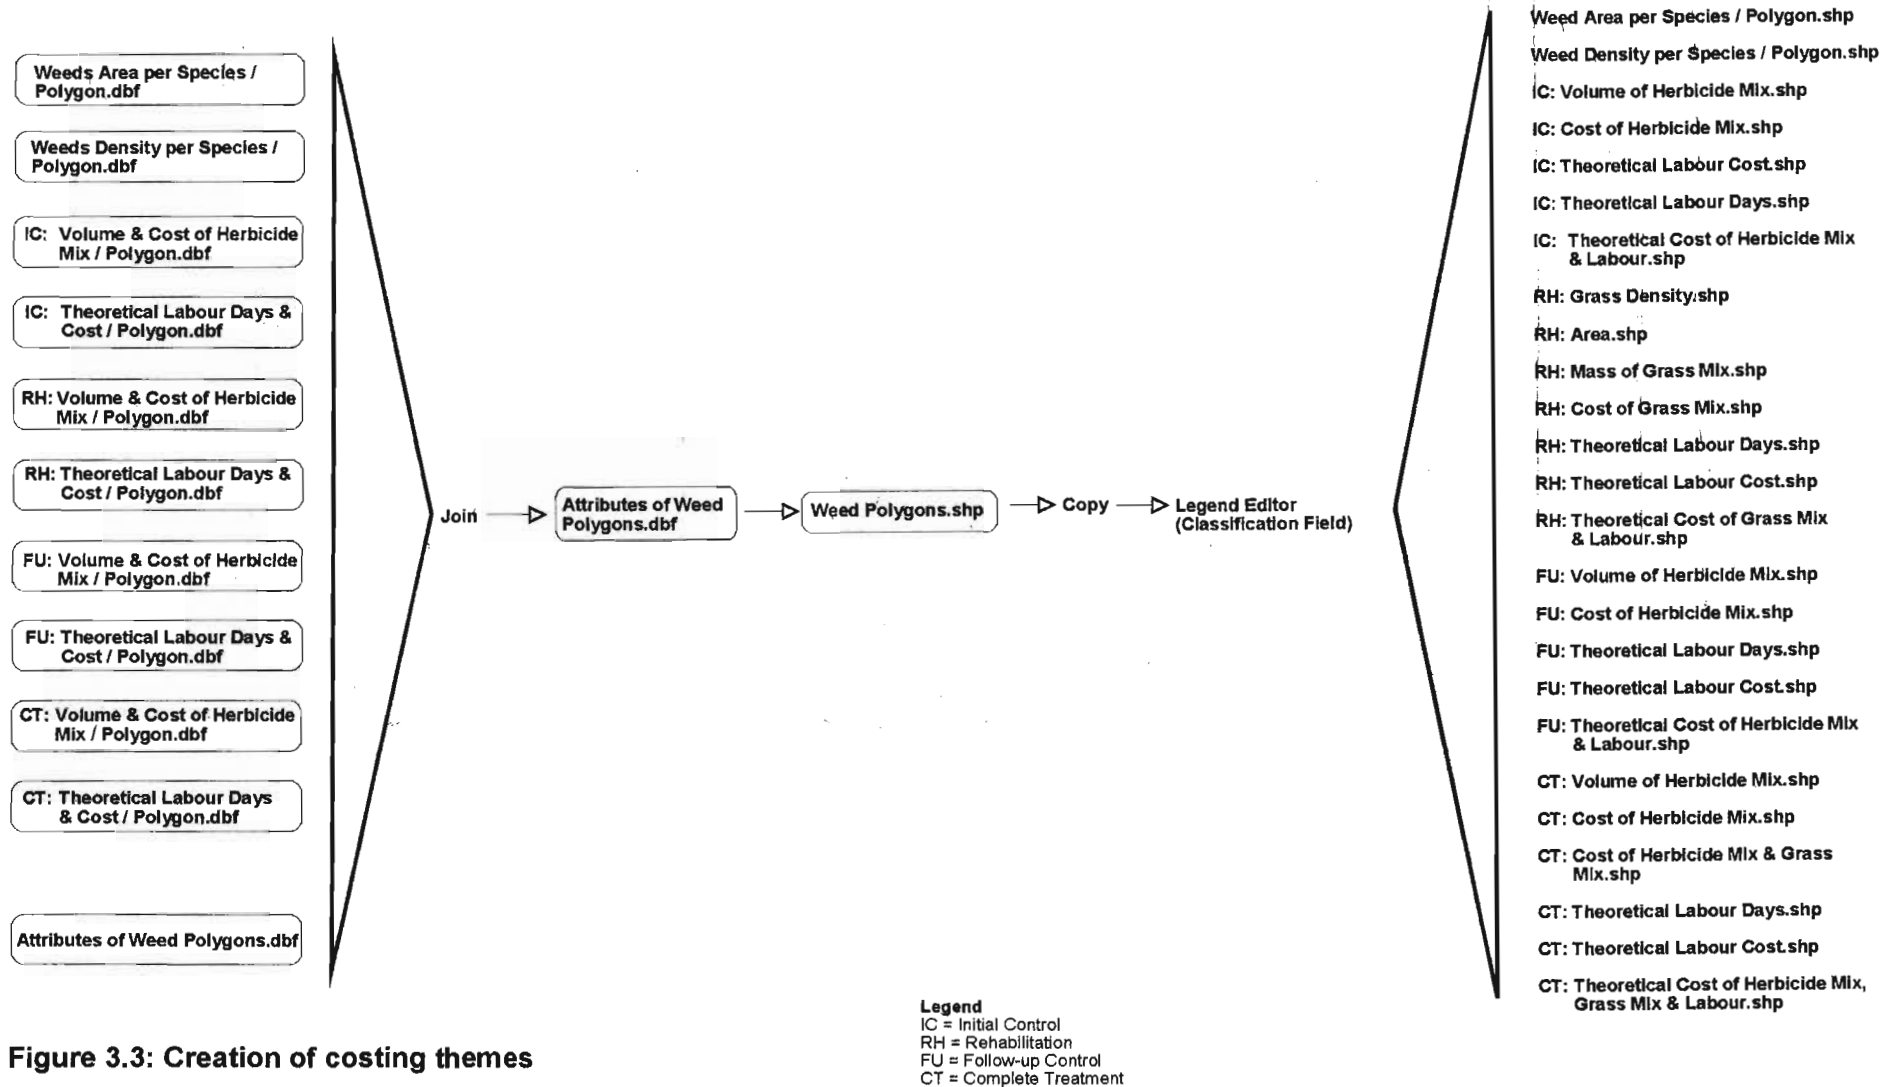 Weeds Area per Species /
Polygon.dbf
Weeds Density per Species /
Polygon.dbf
IC: Volume & Cost of Herbicide
Mix / Polygon.dbf
IC: Theoretical Labour Days &
Cost / Polygon.dbf
RH: Volume & Cost of Herbicide
Mix / Polygon.dbf
RH: Theoretical Labour Days &
Cost / Polygon.dbf
FU: Volume & Cost of Herbicide
Mix / Polygon.dbf
FU: Theoretical Labour Days &
Cost / Polygon.dbf
CT: Volume & Cost of Herbicide
Mix / Polygon.dbf
CT: Theoretical Labour Days
& Cost / Polygon.dbf
Attributes of Weed Polygons.dbf
Join
Attributes of Weed
Polygons.dbf
Weed Polygons.shp
Copy
Legend Editor
(Classification Field)
Weed Area per Species / Polygon.shp
Weed Density per Species / Polygon.shp
IC: Volume of Herbicide Mix.shp
IC: Cost of Herbicide Mix.shp
IC: Theoretical Labour Cost.shp
IC: Theoretical Labour Days.shp
IC: Theoretical Cost of Herbicide Mix
& Labour.shp
RH: Grass Density.shp
RH: Area.shp
RH: Mass of Grass Mix.shp
RH: Cost of Grass Mix.shp
RH: Theoretical Labour Days.shp
RH: Theoretical Labour Cost.shp
RH: Theoretical Cost of Grass Mix
& Labour.shp
FU: Volume of Herbicide Mix.shp
FU: Cost of Herbicide Mix.shp
FU: Theoretical Labour Days.shp
FU: Theoretical Labour Cost.shp
FU: Theoretical Cost of Herbicide Mix
& Labour.shp
CT: Volume of Herbicide Mix.shp
CT: Cost of Herbicide Mix.shp
CT: Cost of Herbicide Mix & Grass
Mix.shp
CT: Theoretical Labour Days.shp
CT: Theoretical Labour Cost.shp
CT: Theoretical Cost of Herbicide Mix,
Grass Mix & Labour.shp
Legend
IC = Initial Control
RH = Rehabilitation
FU = Follow-up Control
CT = Complete Treatment
Figure 3.3: Creation of costing themes